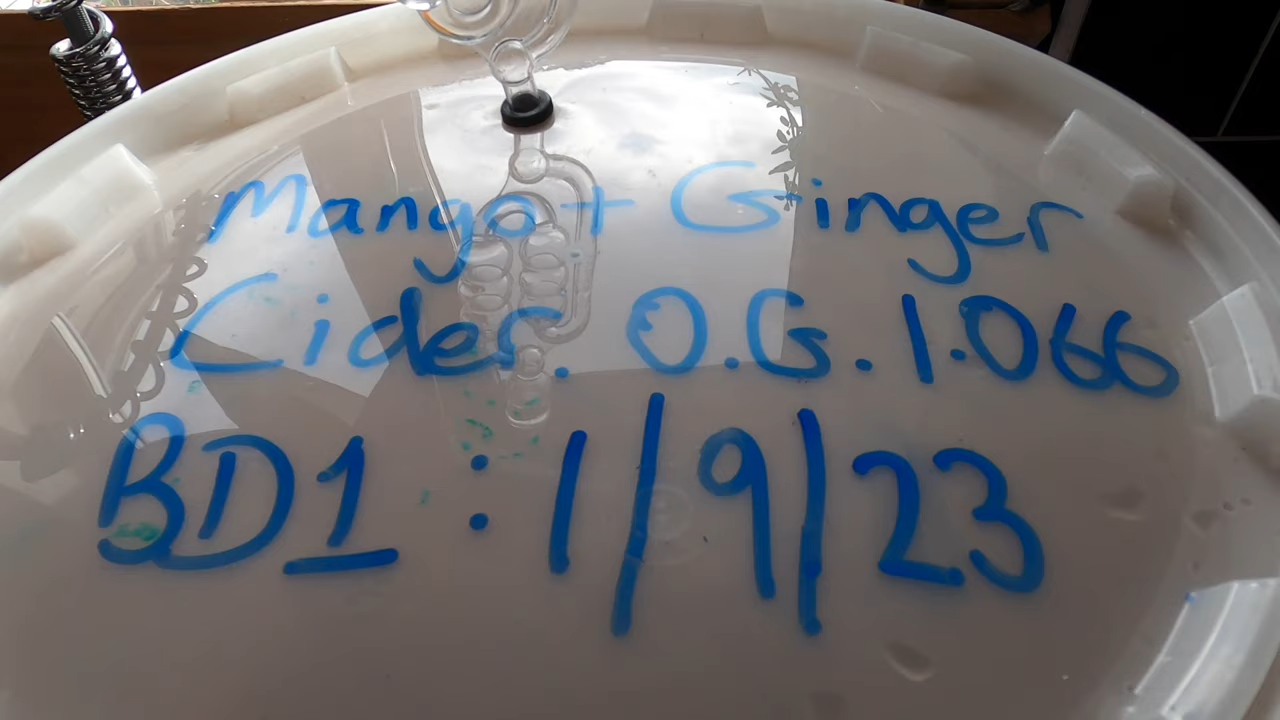 Mango + Ginger
Cider. O.G. 1.066
BD1 : 1/9/23